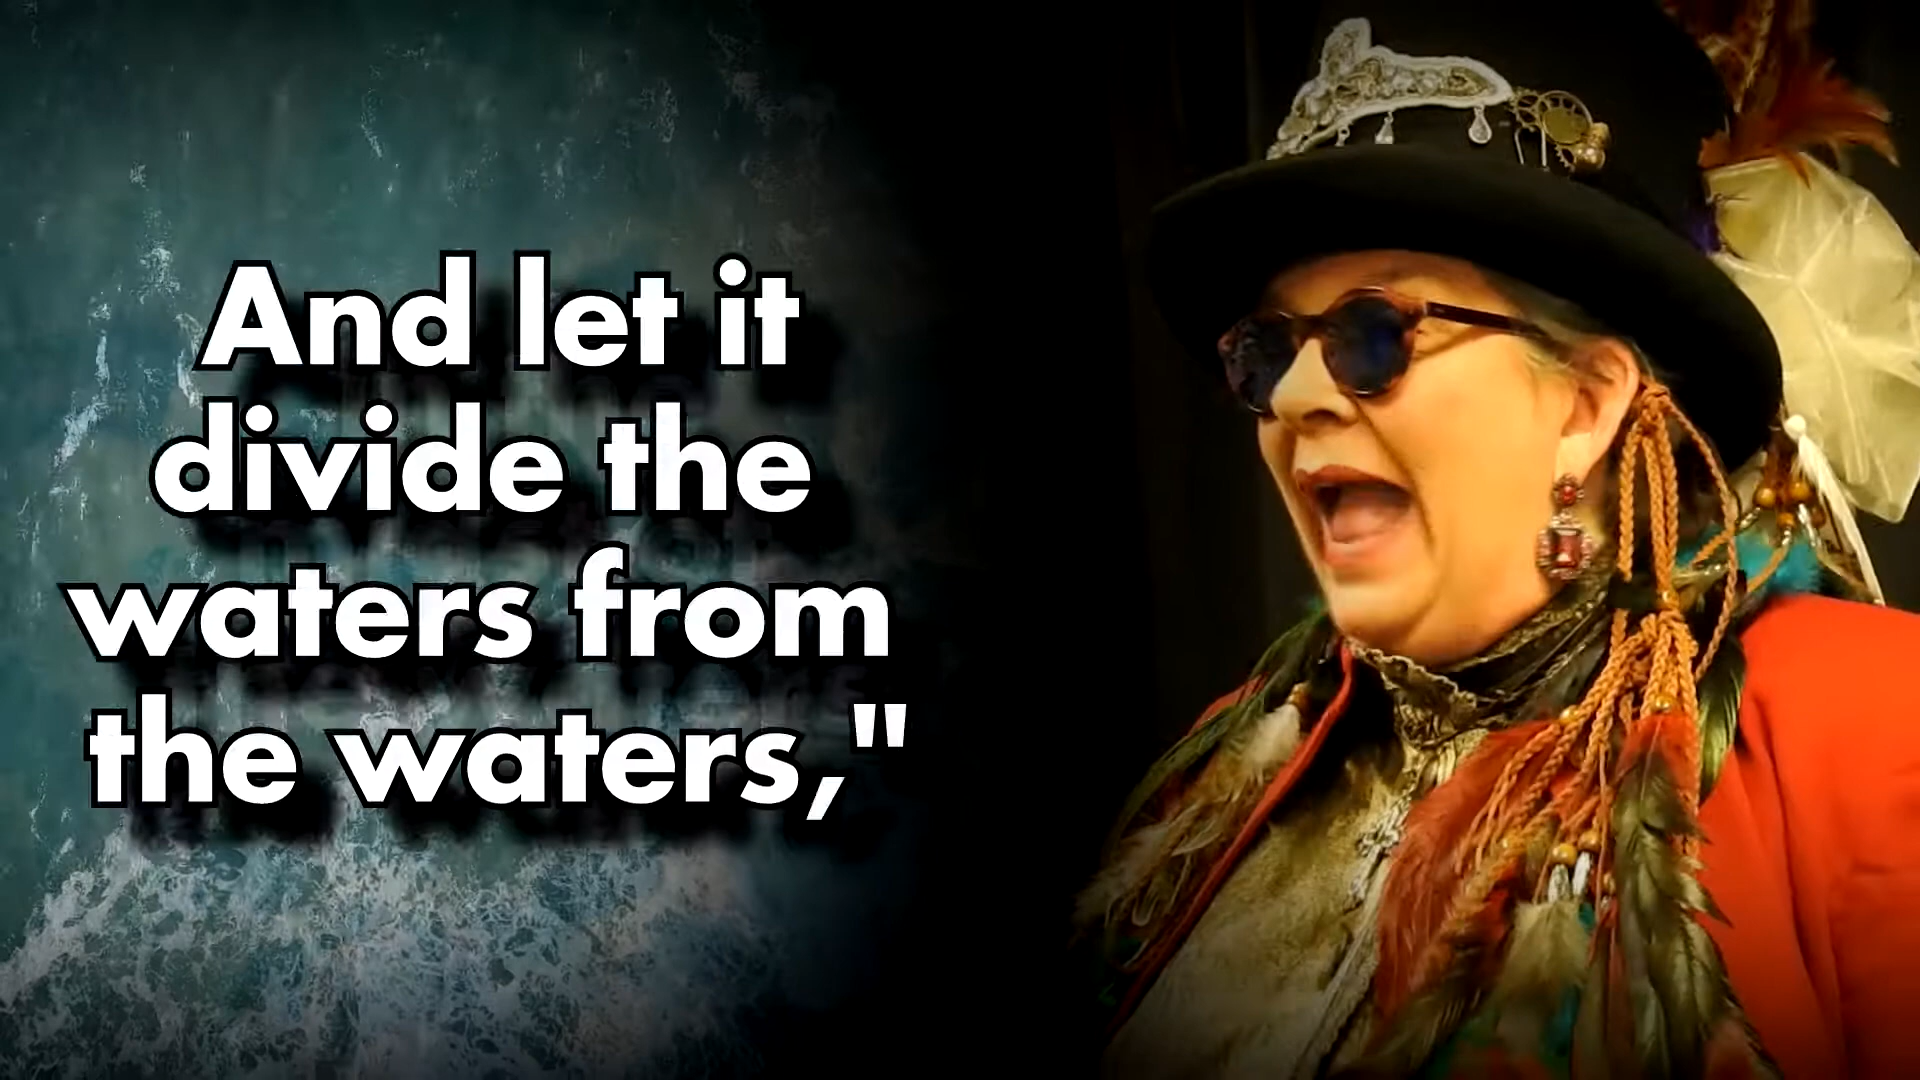 And let it
divide the
waters from
the waters,"